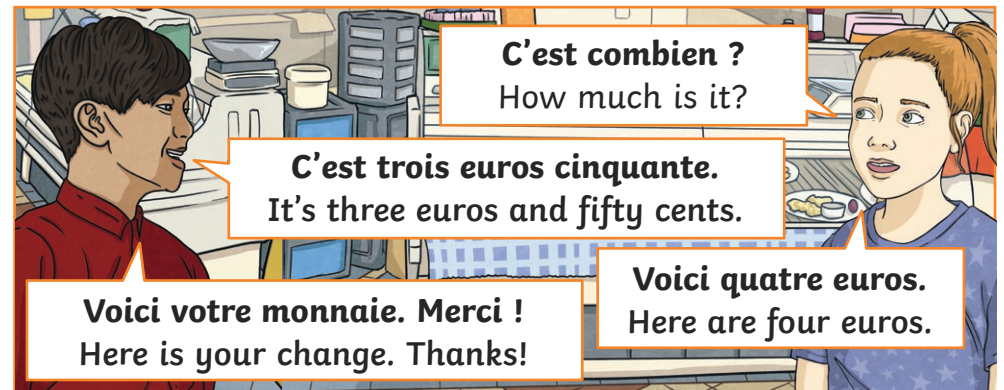 C'est combien ?
How much is it?
C'est trois euros cinquante.
It's three euros and fifty cents.
Voici quatre euros.
Here are four euros.
Voici votre monnaie. Merci !
Here is your change. Thanks!